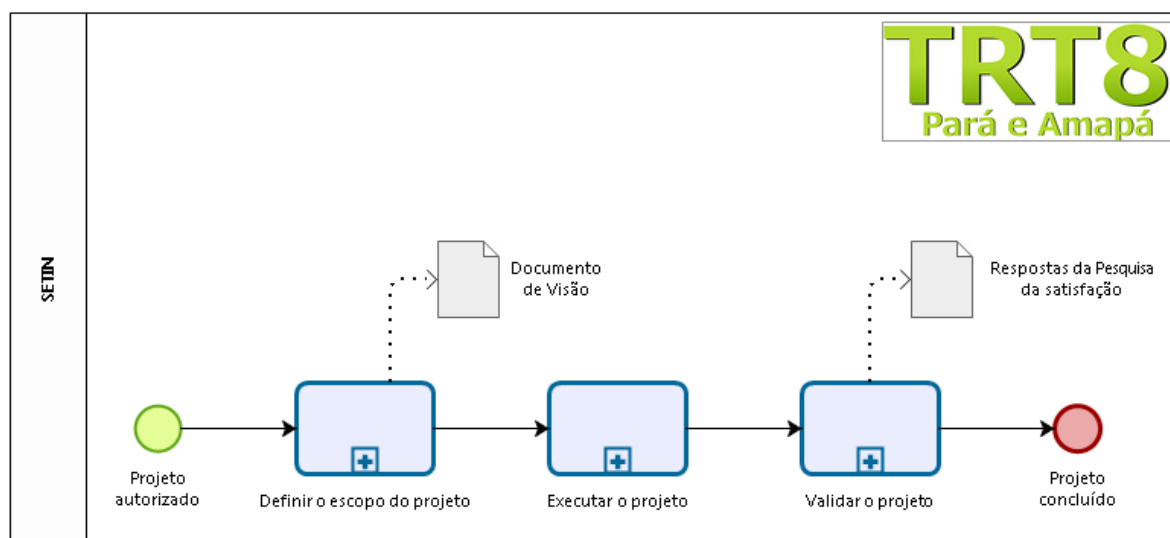 TRT8
Pará e Amapá
SETIN
Documento
de Visão
Respostas da Pesquisa
da satisfação
Projeto
autorizado
Definir o escopo do projeto
Executar o projeto
Validar o projeto
Projeto
concluído